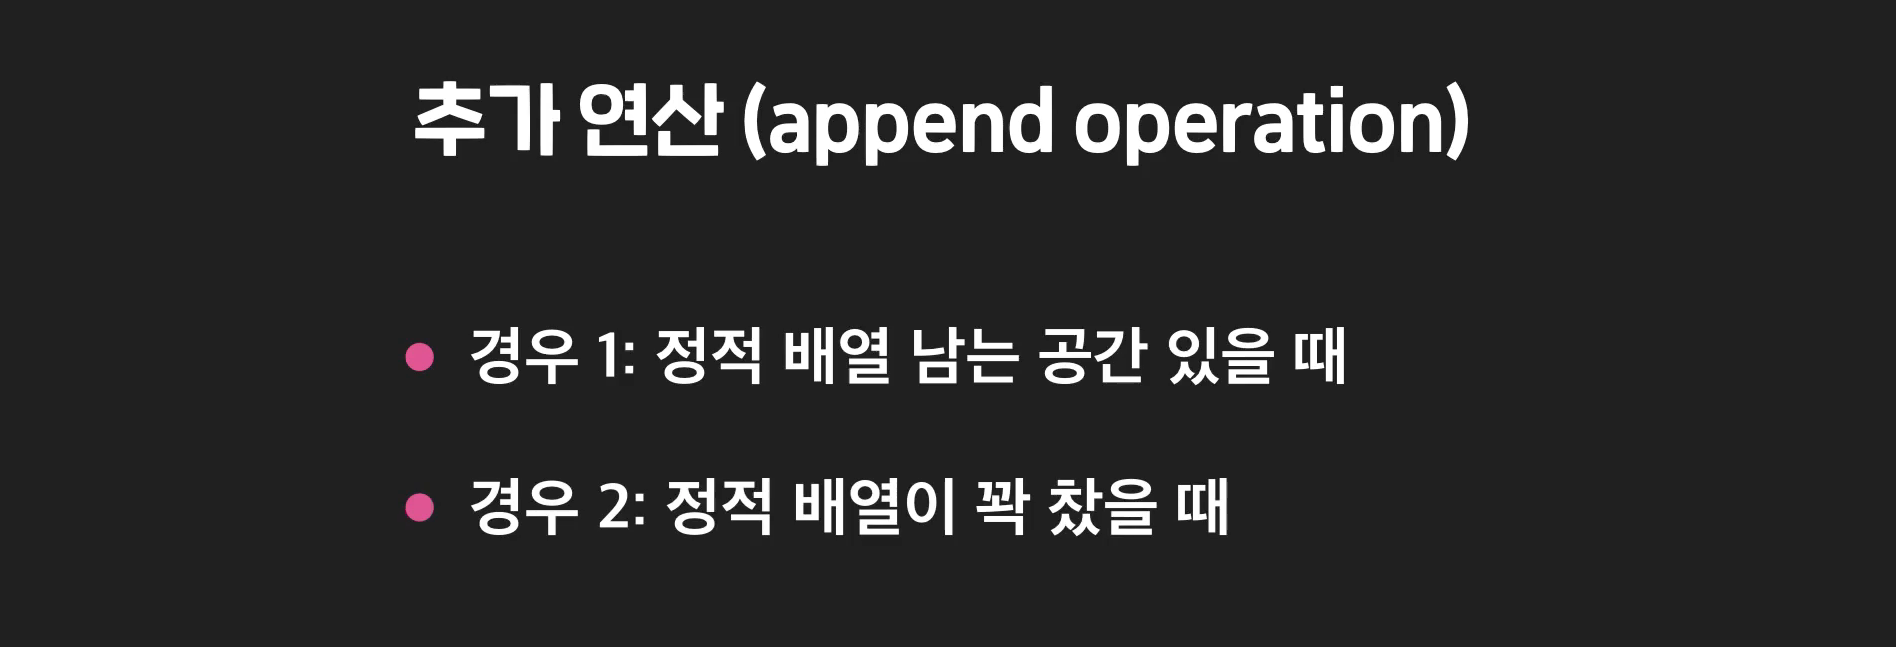 추가 연산 (append operation)
경우 1: 정적 배열 남는 공간 있을 때
경우 2: 정적 배열이 꽉 찼을 때